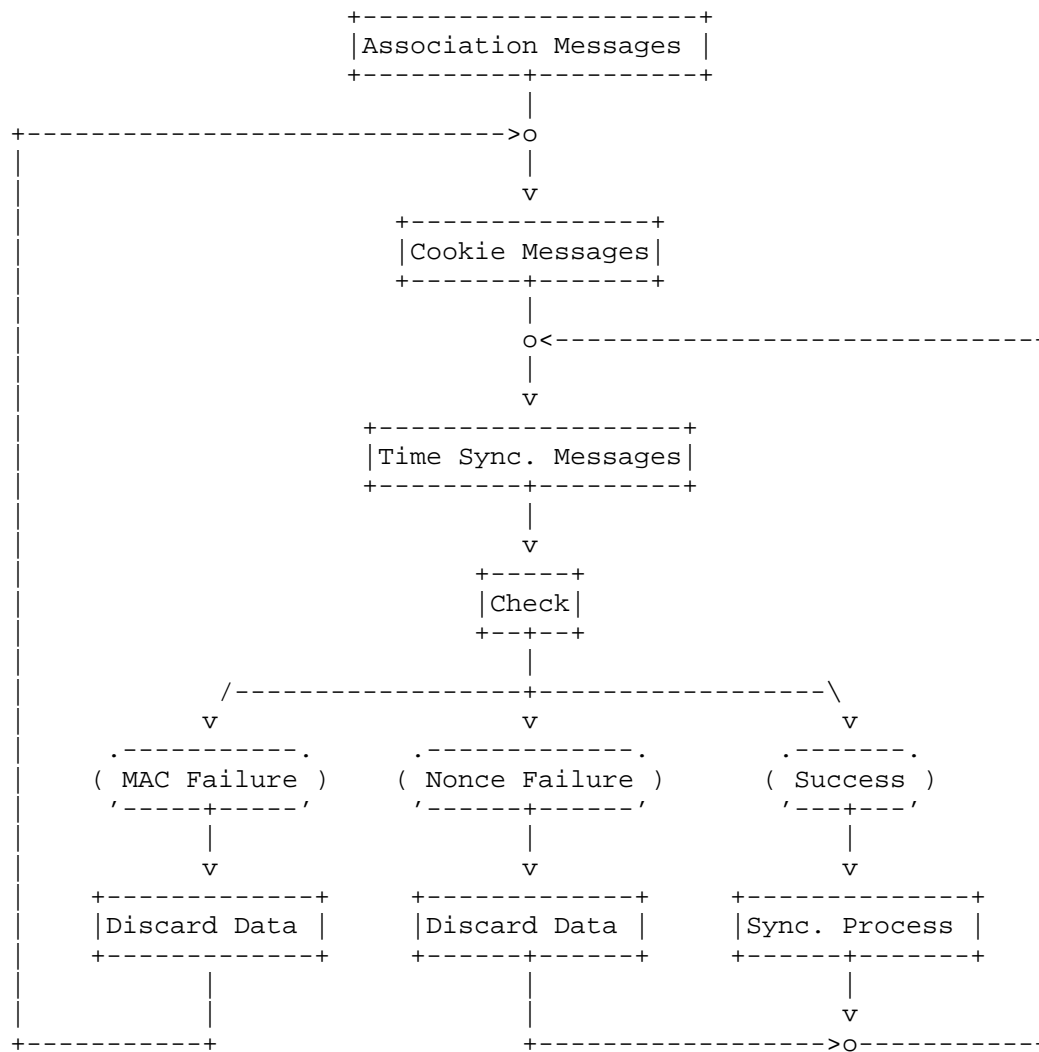 Association Messages
Cookie Messages
Time Sync. Messages
Check
( MAC Failure ) ( Nonce Failure ) ( Success )
Discard Data Discard Data Sync. Process